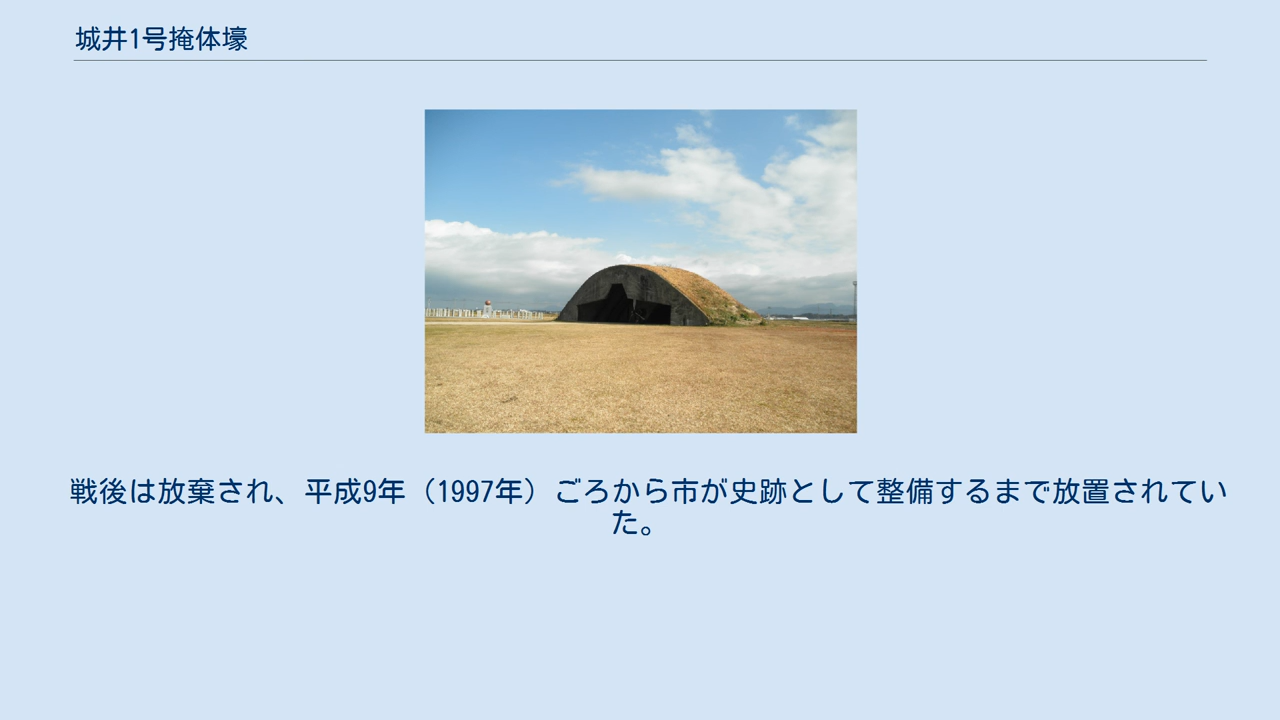 城井1号掩体壕
戦後は放棄され、平成9年（1997年）ごろから市が史跡として整備するまで放置されてい
た。